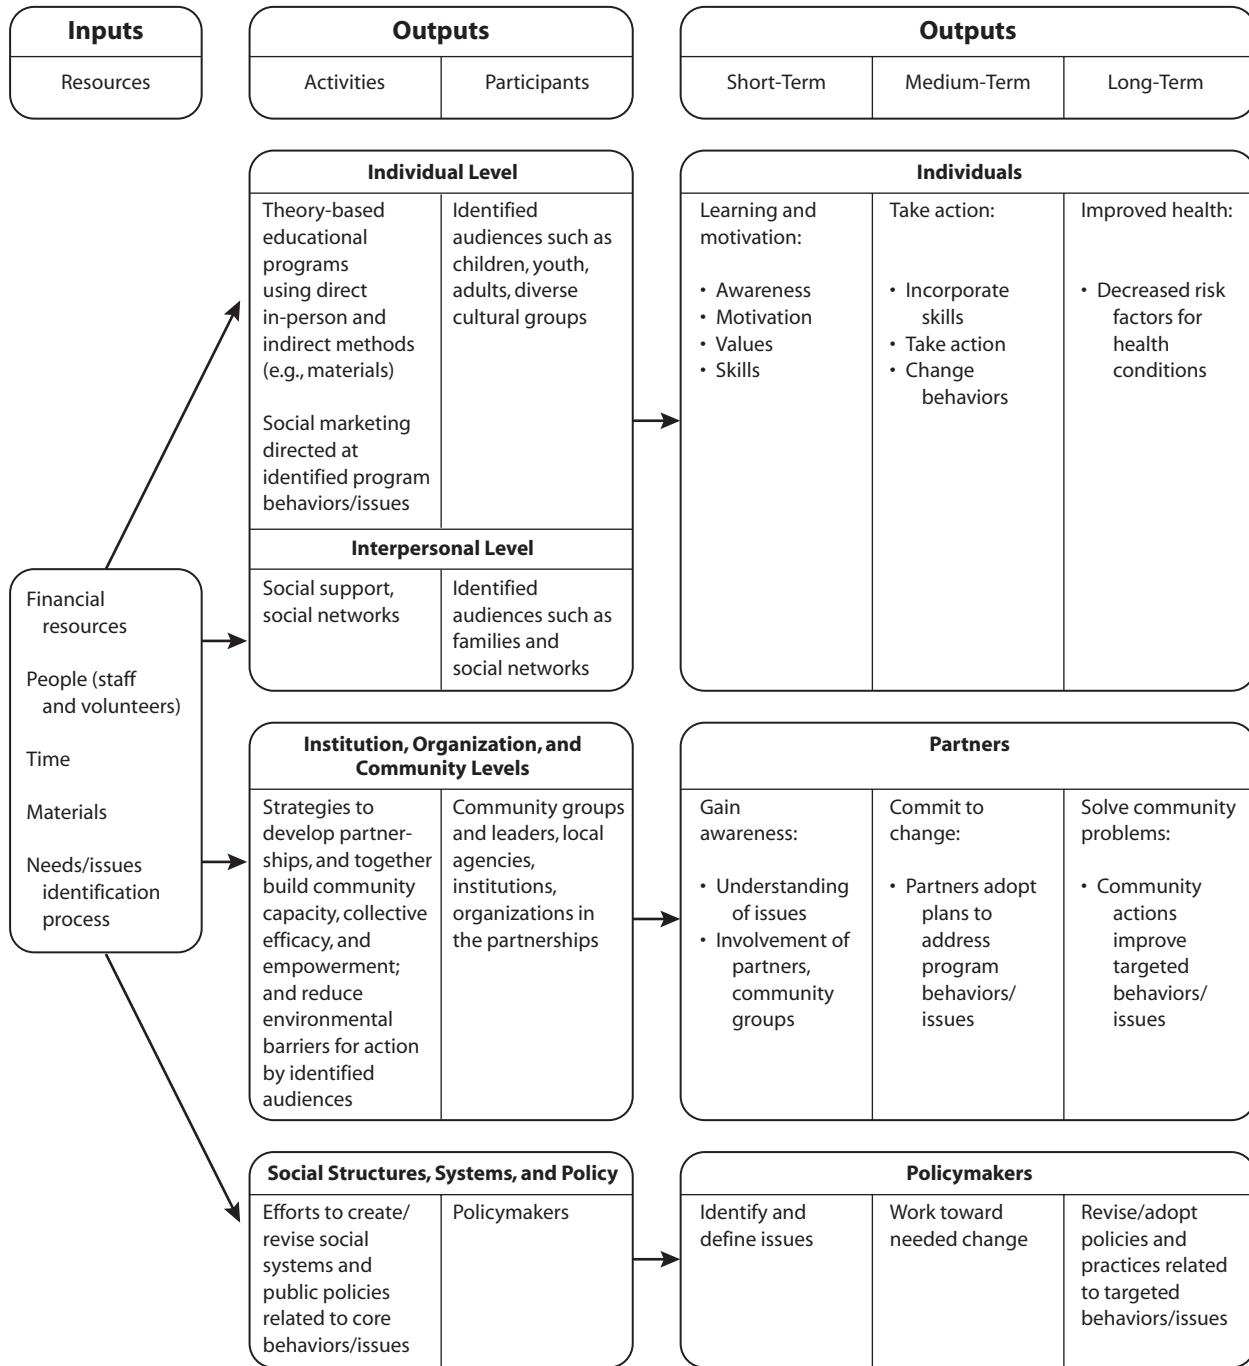 Inputs
Resources
Outputs
Activities
Participants
Outputs
Short-Term
Medium-Term
Long-Term
Financial
resources
People (staff
and volunteers)
Time
Materials
Needs/issues
identification
process
Individual Level
Theory-based
educational
programs
using direct
in-person and
indirect methods
(e.g., materials)
Social marketing
directed at
identified program
behaviors/issues
Identified
audiences such as
children, youth,
adults, diverse
cultural groups
Interpersonal Level
Social support,
social networks
Identified
audiences such as
families and
social networks
Individuals
Learning and
motivation:
• Awareness
• Motivation
• Values
• Skills
Take action:
• Incorporate
skills
• Take action
• Change
behaviors
Improved health:
• Decreased risk
factors for
health
conditions
Institution, Organization, and
Community Levels
Strategies to
develop partner-
ships, and together
build community
capacity, collective
efficacy, and
empowerment;
and reduce
environmental
barriers for action
by identified
audiences
Community groups
and leaders, local
agencies,
institutions,
organizations in
the partnerships
Partners
Gain
awareness:
• Understanding
of issues
• Involvement of
partners,
community
groups
Commit to
change:
• Partners adopt
plans to
address
program
behaviors/
issues
Solve community
problems:
• Community
actions
improve
targeted
behaviors/
issues
Social Structures, Systems, and Policy
Efforts to create/
revise social
systems and
public policies
related to core
behaviors/issues
Policymakers
Policymakers
Identify and
define issues
Work toward
needed change
Revise/adopt
policies and
practices related
to targeted
behaviors/issues